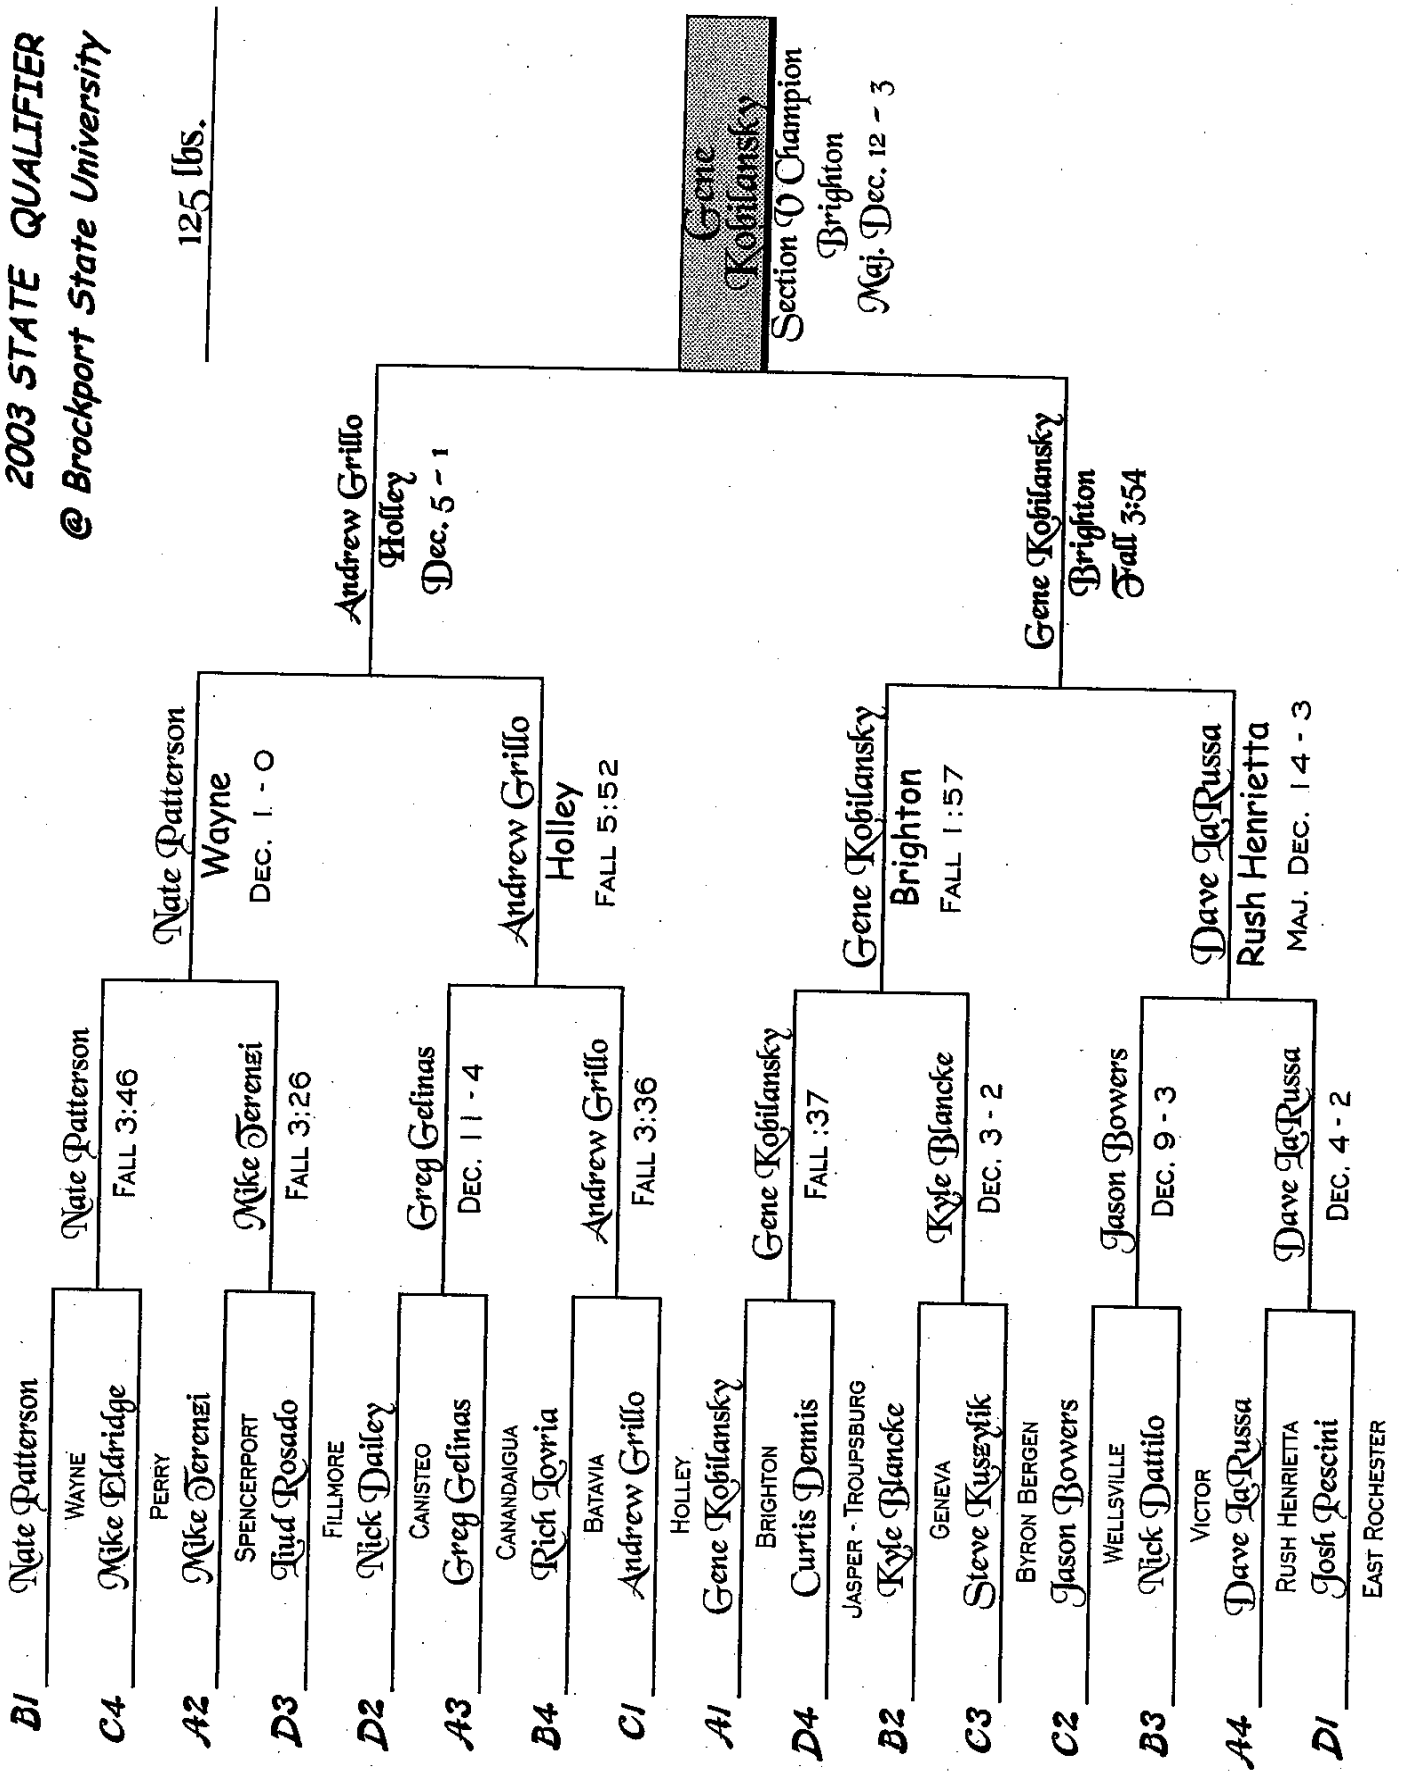 2003 STATE QUALIFIER
@ Brockport State University
125 lbs.
B1
Nate Patterson
WAYNE
C4
Mike Eldridge
PERRY
A2
Mike Terenzi
SPENCERPORT
D3
Liud Rosado
FILLMORE
D2
Nick Dailey
CANISTEO
A3
Greg Gelinas
CANANDAIGUA
B4
Rich Lovria
BATAVIA
C1
Andrew Grillo
HOLLEY
A1
Gene Kobilansky
BRIGHTON
D4
Curtis Dennis
JASPER - TROUPSBURG
B2
Kyle Blancke
GENEVA
C3
Steve Kuszylik
BYRON BERGEN
C2
Jason Bowers
WELLSVILLE
B3
Nick Datilo
VICTOR
A4
Dave LaRussa
RUSH HENRIETTA
D1
Josh Pescini
EAST ROCHESTER
Nate Patterson
FALL 3:46
Mike Terenzi
FALL 3:26
Greg Gelinas
DEC. 11 - 4
Andrew Grillo
FALL 3:36
Gene Kobilansky
FALL :37
Kyle Blancke
DEC. 3 - 2
Jason Bowers
DEC. 9 - 3
Dave LaRussa
DEC. 4 - 2
Nate Patterson
Wayne
DEC. 1 - 0
Andrew Grillo
Holley
FALL 5:52
Gene Kobilansky
Brighton
FALL 1:57
Dave LaRussa
Rush Henrietta
MAJ. DEC. 14 - 3
Andrew Grillo
Holley
Dec. 5 - 1
Gene Kobilansky
Brighton
Fall 3:54
Gene
Kobilansky
Section V Champion
Brighton
Maj. Dec. 12 - 3